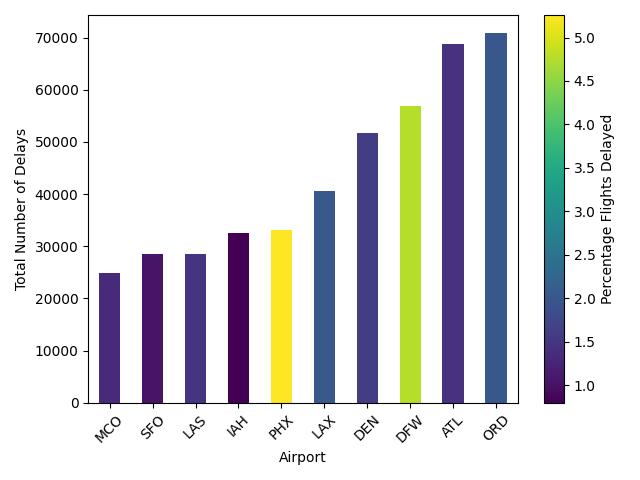 70000
60000
50000
40000
30000
20000
10000
0
Total Number of Delays
MCO
SFO
LAS
IAH
PHX
LAX
DEN
DFW
ATL
ORD
Airport
5.0
4.5
4.0
3.5
3.0
2.5
2.0
1.5
1.0
Percentage Flights Delayed